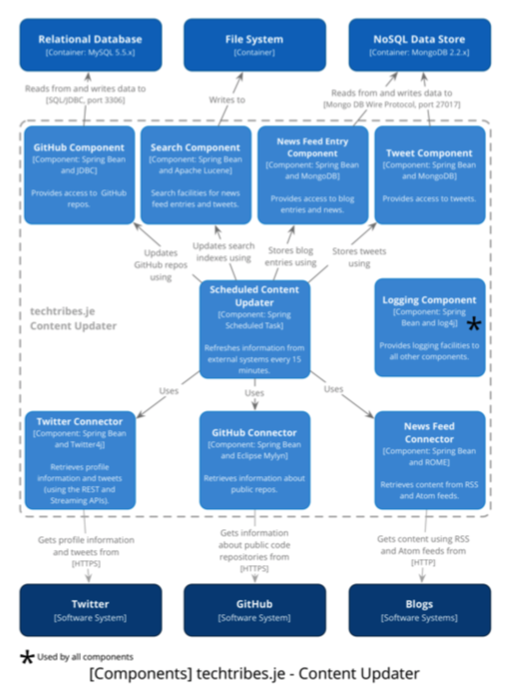 Relational Database
[Container: MySQL 5.5.x]
File System
[Container]
NoSQL Data Store
[Container: MongoDB 2.2.x]
Reads from and writes data to
[SQL/JDBC, port 3306]
Writes to
Reads from and writes data to
[Mongo DB Wire Protocol, port 27017]
GitHub Component
[Component: Spring Bean
and JDBC]
Provides access to GitHub
repos.
Search Component
[Component: Spring Bean
and Apache Lucene]
Search facilities for news
feed entries and tweets.
News Feed Entry
Component
[Component: Spring Bean
and MongoDB]
Provides access to blog
entries and news.
Tweet Component
[Component: Spring Bean
and MongoDB]
Provides access to tweets.
Updates
GitHub repos
using
Updates search
indexes using
Stores blog
entries using
Stores tweets
using
techtribes.je
Content Updater
Scheduled Content
Updater
[Component: Spring
Scheduled Task]
Refreshes information from
external systems every 15
minutes.
Logging Component
[Component: Spring
Bean and log4j]
Provides logging facilities to
all other components.
*
Uses
Uses
Uses
Twitter Connector
[Component: Spring Bean
and Twitter4j]
Retrieves profile
information and tweets
(using the REST and
Streaming APIs).
GitHub Connector
[Component: Spring Bean
and Eclipse Mylyn]
Retrieves information about
public repos.
News Feed
Connector
[Component: Spring Bean
and ROME]
Retrieves content from RSS
and Atom feeds.
Gets profile information
and tweets from
[HTTPS]
Gets information
about public code
repositories from
[HTTPS]
Gets content using RSS
and Atom feeds from
[HTTP]
Twitter
[Software System]
GitHub
[Software System]
Blogs
[Software Systems]
* Used by all components
[Components] techtribes.je - Content Updater